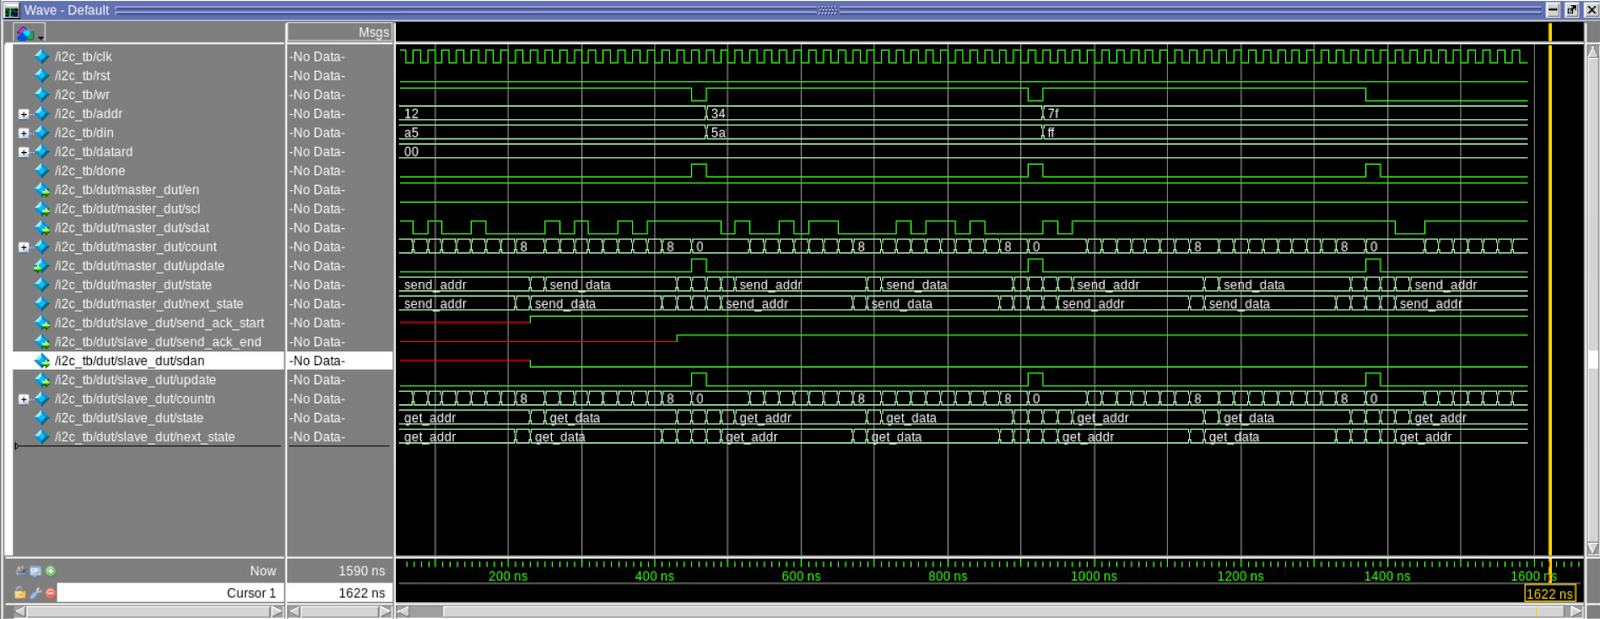 Wave - Default
Msgs
/i2c_tb/clk -No Data-
/i2c_tb/rst -No Data-
/i2c_tb/wr -No Data-
/i2c_tb/addr -No Data- 12 34 7f
/i2c_tb/din -No Data- a5 5a ff
/i2c_tb/datard -No Data- 00
/i2c_tb/done -No Data-
/i2c_tb/dut/master_dut/en -No Data-
/i2c_tb/dut/master_dut/scl -No Data-
/i2c_tb/dut/master_dut/sdat -No Data-
/i2c_tb/dut/master_dut/count -No Data- 8 8 0 8 8 0 8 8 0
/i2c_tb/dut/master_dut/update -No Data-
/i2c_tb/dut/master_dut/state -No Data- send_addr send_data send_addr send_data send_addr send_data send_addr
/i2c_tb/dut/master_dut/next_state -No Data- send_addr send_data send_addr send_data send_addr send_data send_addr
/i2c_tb/dut/slave_dut/send_ack_start -No Data-
/i2c_tb/dut/slave_dut/send_ack_end -No Data-
/i2c_tb/dut/slave_dut/sdan -No Data-
/i2c_tb/dut/slave_dut/update -No Data-
/i2c_tb/dut/slave_dut/countn -No Data- 8 8 0 8 8 0 8 8 0
/i2c_tb/dut/slave_dut/state -No Data- get_addr get_data get_addr get_data get_addr get_data get_addr
/i2c_tb/dut/slave_dut/next_state -No Data- get_addr get_data get_addr get_data get_addr get_data get_addr
Now 1590 ns 200 ns 400 ns 600 ns 800 ns 1000 ns 1200 ns 1400 ns 1600 ns
Cursor 1 1622 ns 1622 ns